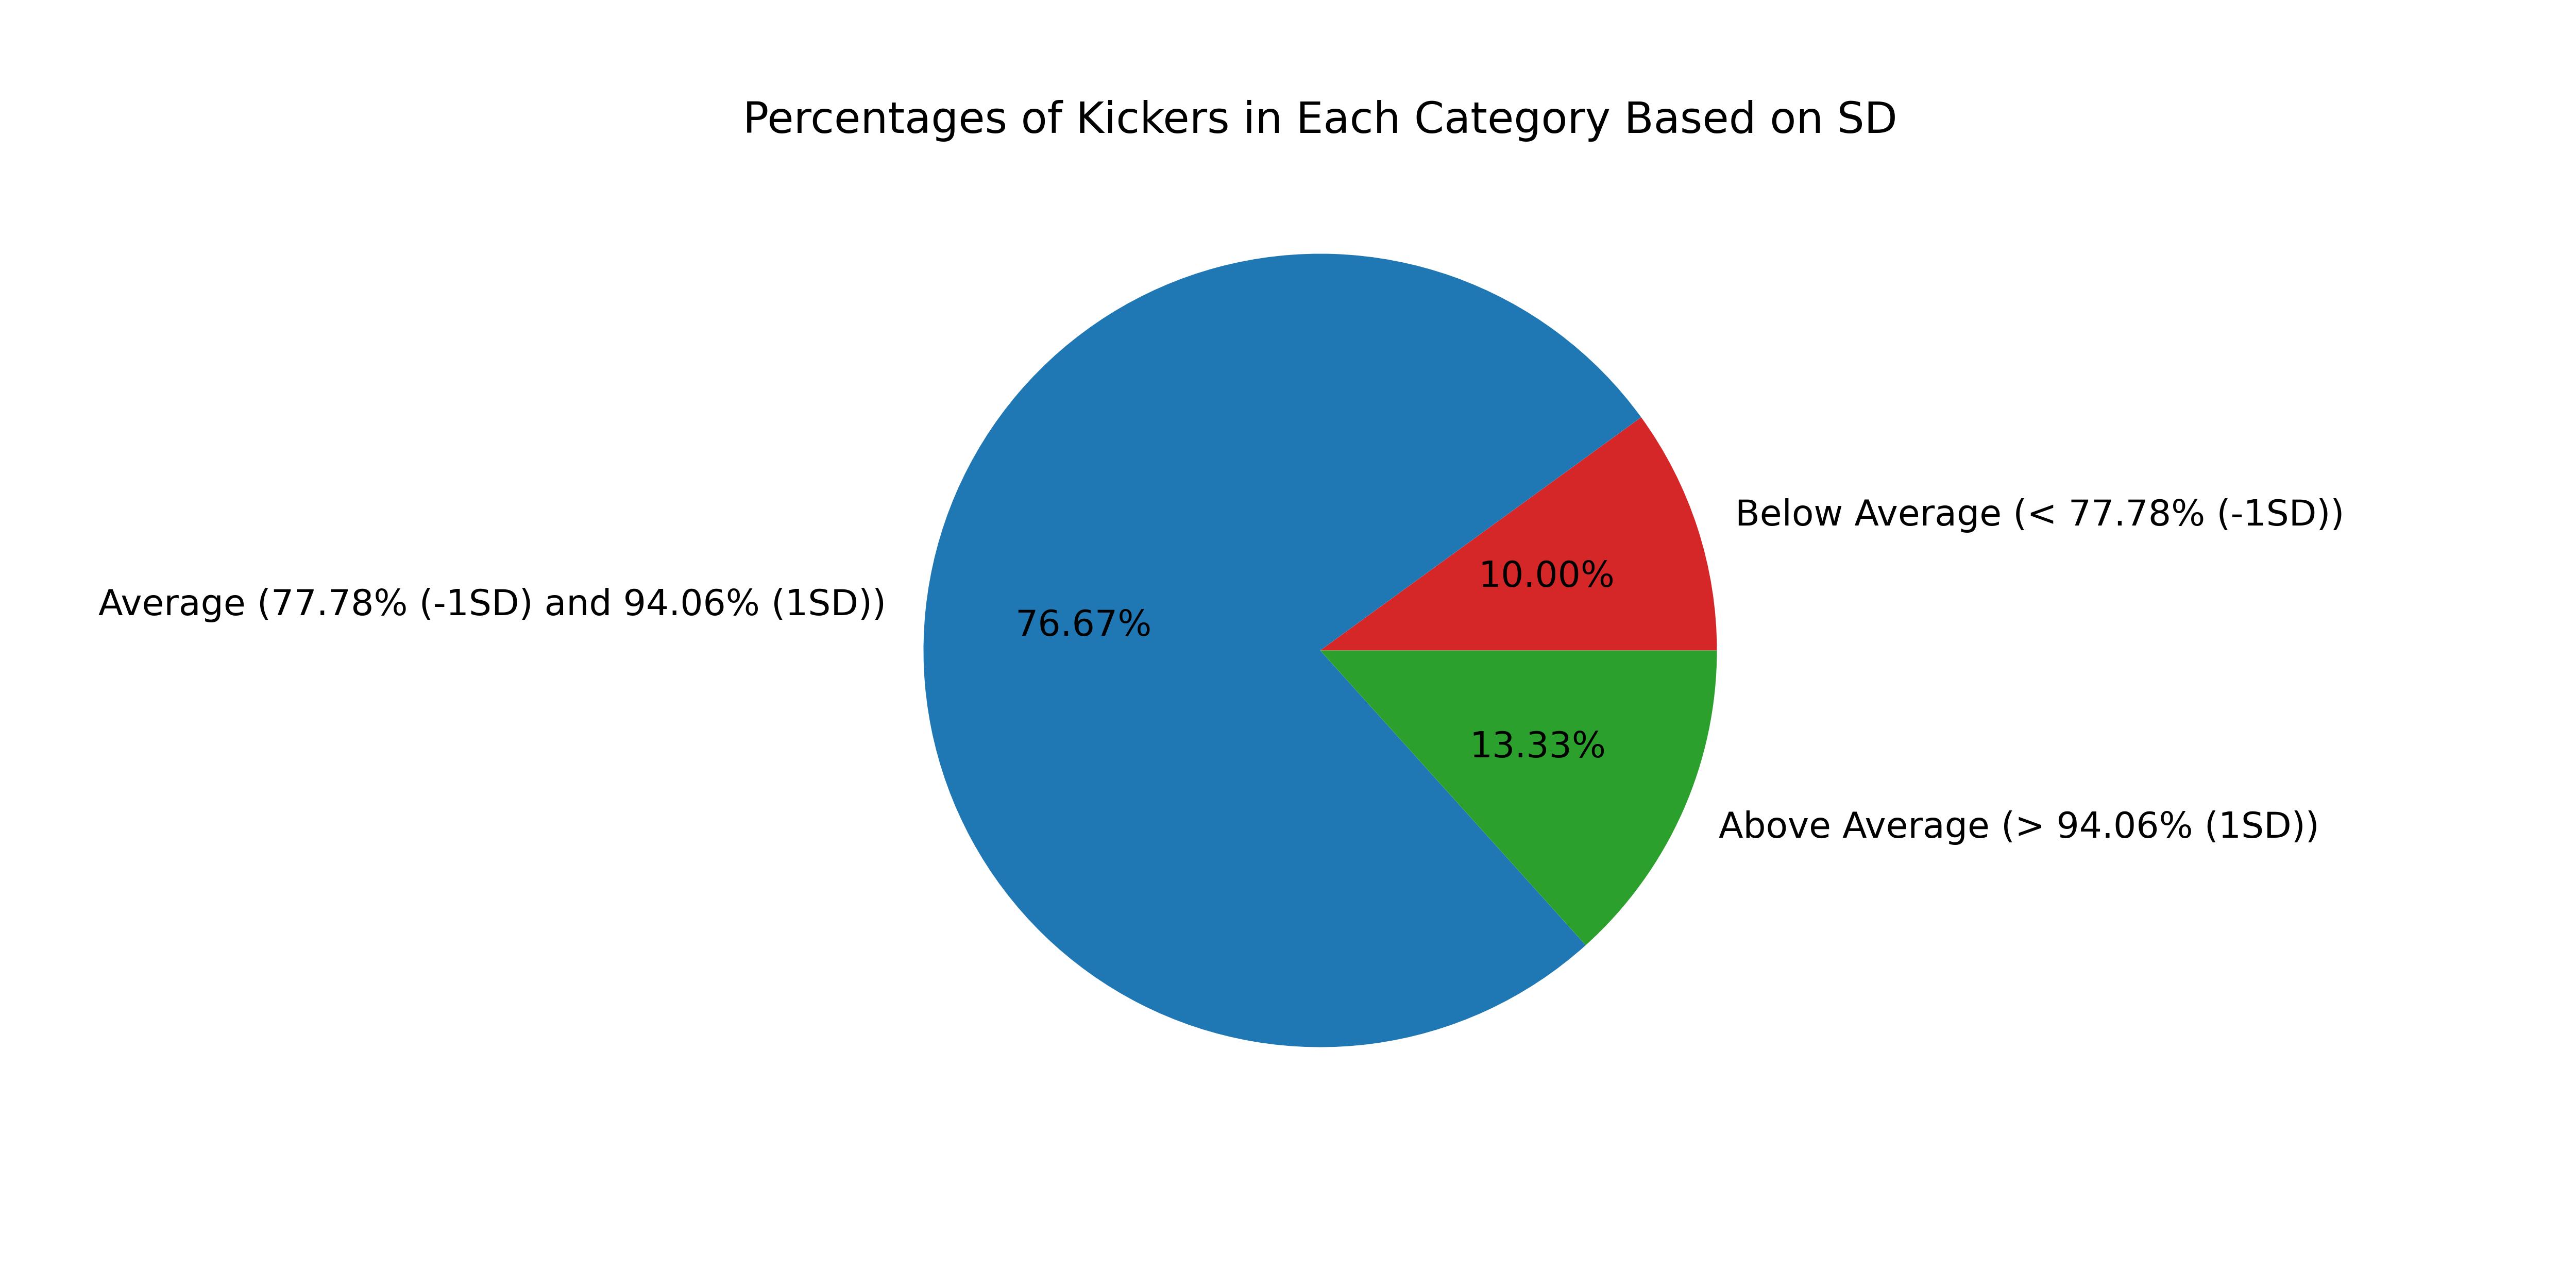 Percentages of Kickers in Each Category Based on SD
Below Average (< 77.78% (-1SD))
10.00%
Average (77.78% (-1SD) and 94.06% (1SD))
76.67%
13.33%
Above Average (> 94.06% (1SD))